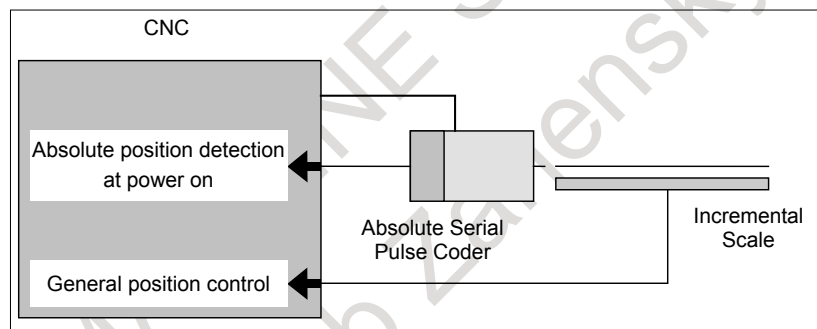 CNC
Absolute position detection
at power on
Absolute Serial
Pulse Coder
Incremental
Scale
General position control